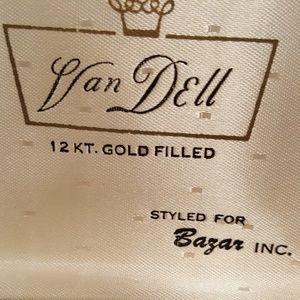 Van Dell
12 KT. GOLD FILLED
STYLED FOR
Bazar INC.